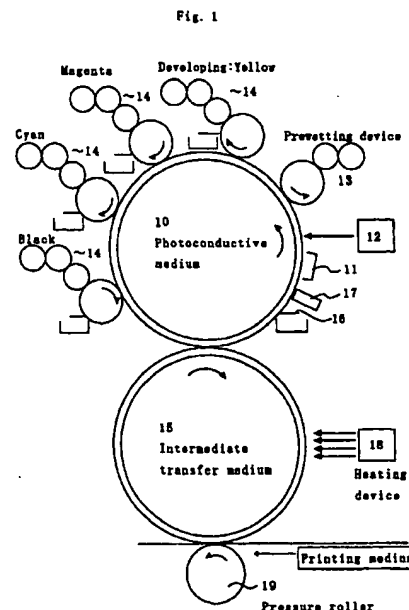 Fig. 1
Magenta
Developing:Yellow
~14
~14
Cyan
~14
Prewetting device
13
Black
~14
10
Photoconductive
medium
12
11
17
16
15
Intermediate
transfer medium
18
Heating
device
Printing medium
19
Pressure roller